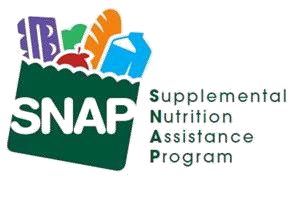 SNAP
Supplemental
Nutrition
Assistance
Program